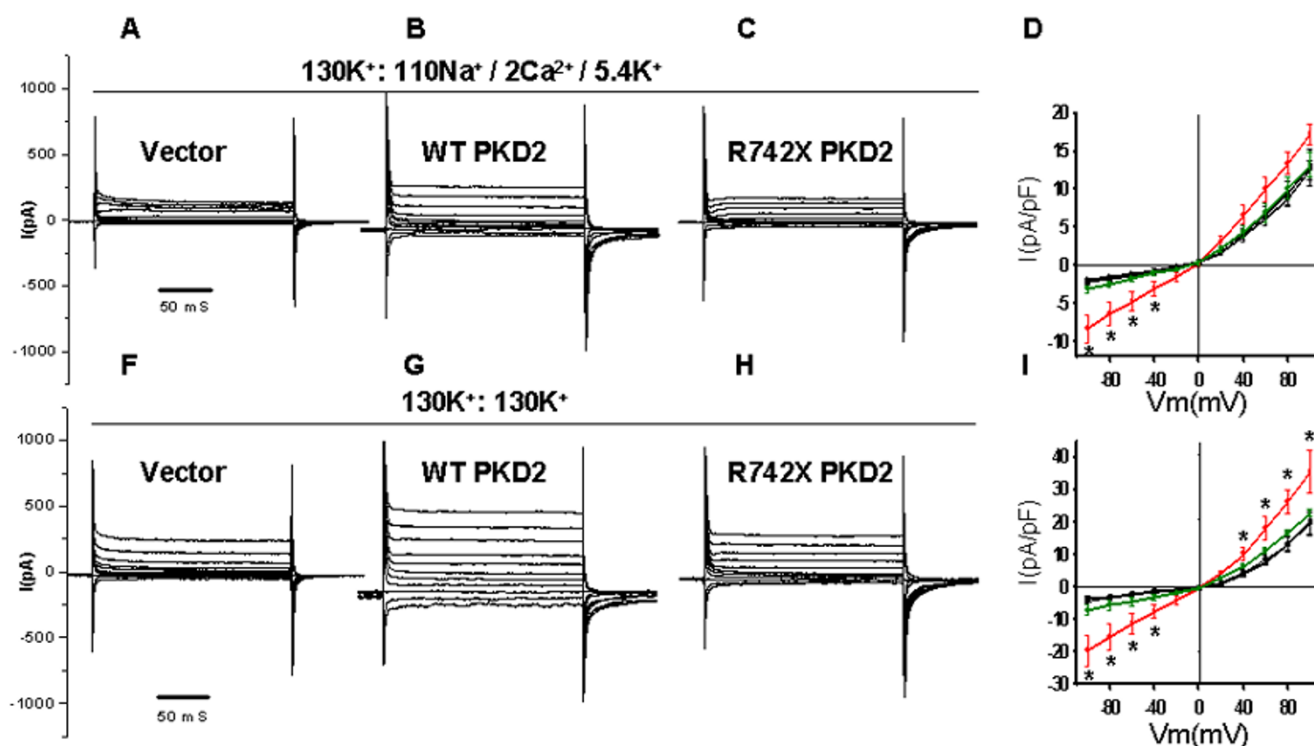 A B C D
130K⁺: 110Na⁺ / 2Ca²⁺ / 5.4K⁺
Vector WT PKD2 R742X PKD2
I(pA)
1000
500
0
-500
-1000
50 mS
I(pA/pF)
20
15
10
5
0
-5
-10
* * * *
-80 -40 0 40 80
Vm(mV)
F G H I
130K⁺: 130K⁺
Vector WT PKD2 R742X PKD2
I(pA)
1000
500
0
-500
-1000
50 mS
I(pA/pF)
40
30
20
10
0
-10
-20
-30
* * * *
* * * *
-80 -40 0 40 80
Vm(mV)